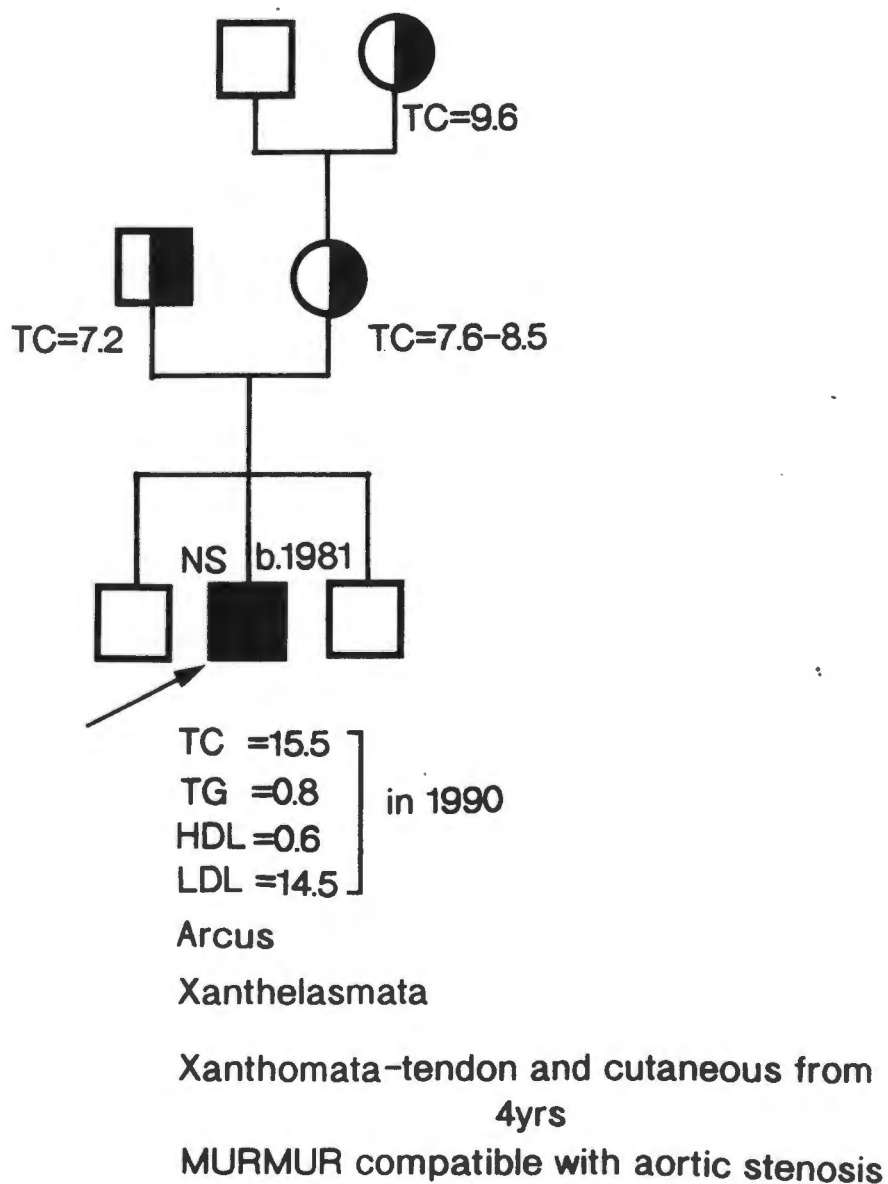 TC=9.6
TC=7.2
TC=7.6-8.5
NS b.1981
TC =15.5
TG =0.8
HDL =0.6
LDL =14.5
in 1990
Arcus
Xanthelasmata
Xanthomata-tendon and cutaneous from
4yrs
MURMUR compatible with aortic stenosis